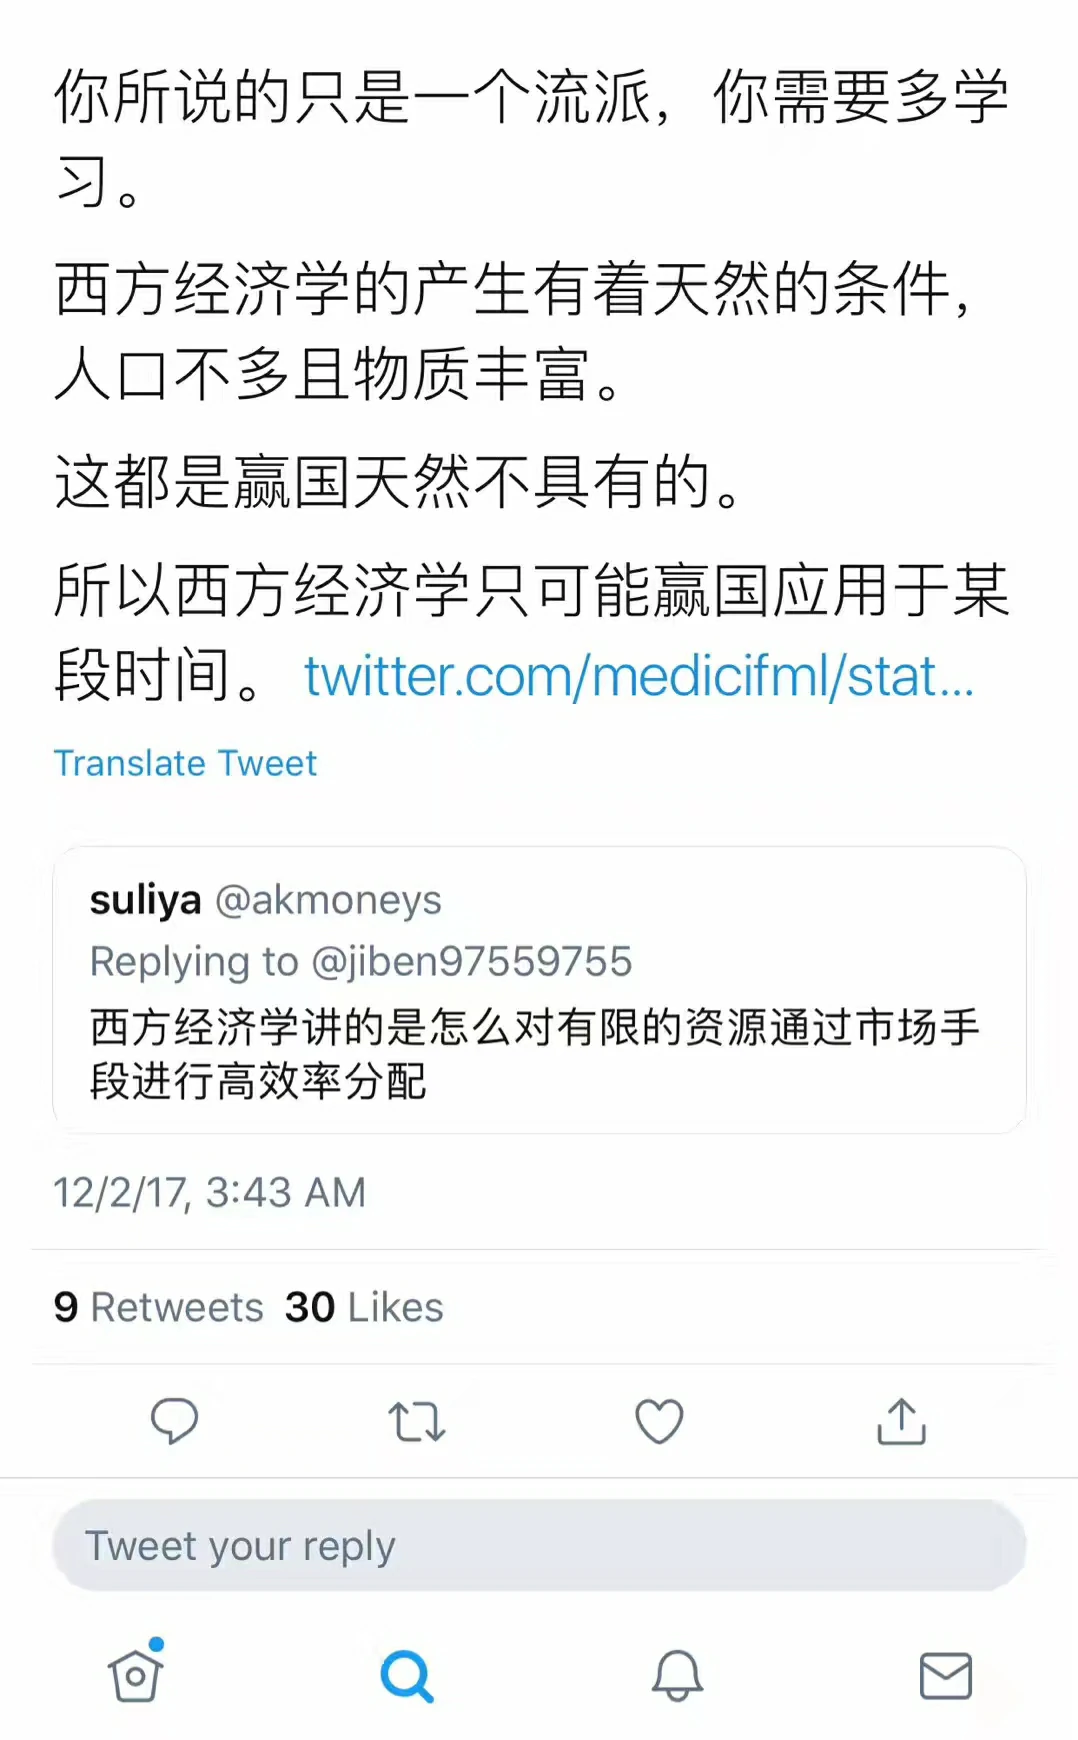 你所说的只是一个流派，你需要多学
习。
西方经济学的产生有着天然的条件，
人口不多且物质丰富。
这都是赢国天然不具有的。
所以西方经济学只可能赢国应用于某
段时间。 twitter.com/medicifml/stat...
Translate Tweet
suliya @akmoneys
Replying to @jiben97559755
西方经济学讲的是怎么对有限的资源通过市场手
段进行高效率分配
12/2/17, 3:43 AM
9 Retweets 30 Likes
Tweet your reply